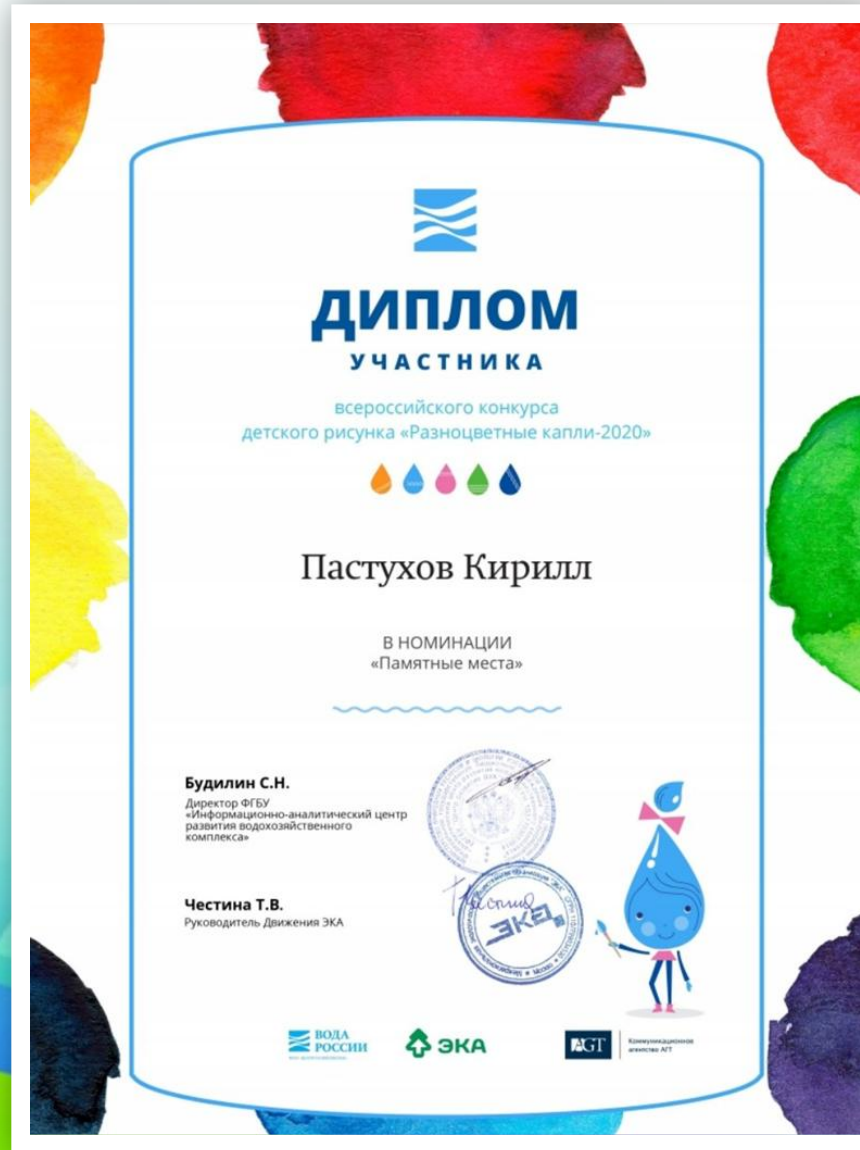 ДИПЛОМ
УЧАСТНИКА
всероссийского конкурса
детского рисунка «Разноцветные капли-2020»
Пастухов Кирилл
В НОМИНАЦИИ
«Памятные места»
Будилин С.Н.
Директор ФГБУ
«Информационно-аналитический центр
развития водохозяйственного
комплекса»
Честина Т.В.
Руководитель Движения ЭКА
ЭКА
ВОДА
РОССИИ
ЭКА
AGT
Коммуникационное
агентство АГТ